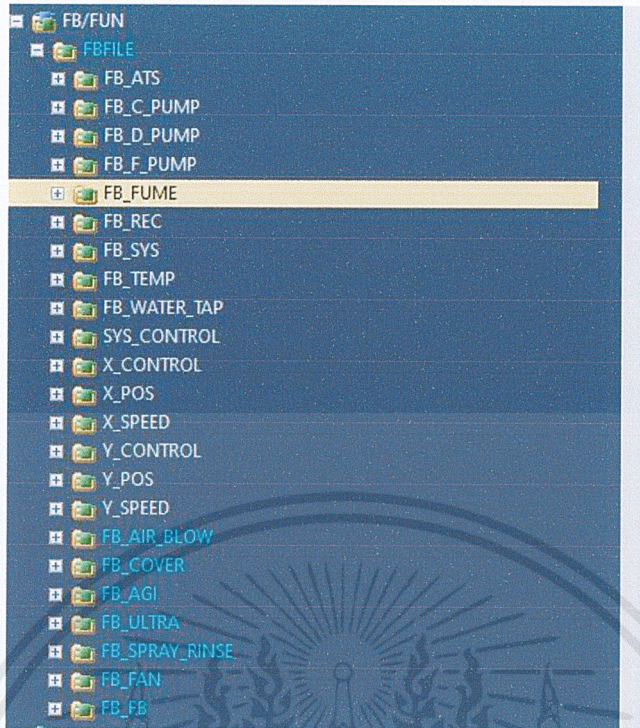 FB/FUN
FBFILE
FB_ATS
FB_C_PUMP
FB_D_PUMP
FB_F_PUMP
FB_FUME
FB_REC
FB_SYS
FB_TEMP
FB_WATER_TAP
SYS_CONTROL
X_CONTROL
X_POS
X_SPEED
Y_CONTROL
Y_POS
Y_SPEED
FB_AIR_BLOW
FB_COVER
FB_AGI
FB_ULTRA
FB_SPRAY_RINSE
FB_FAN
FB_FB